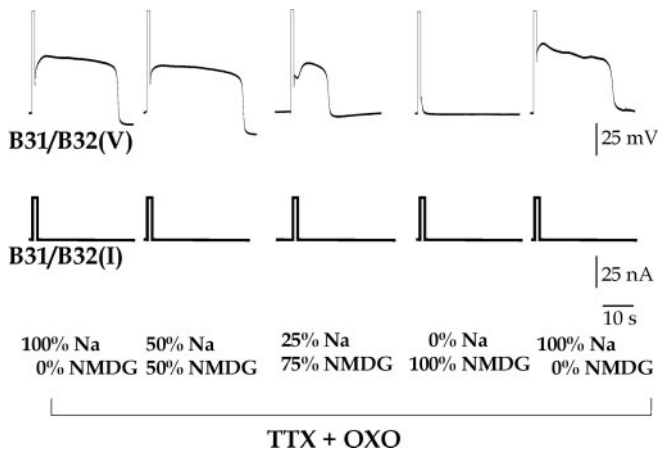 B31/B32(V)
25 mV
B31/B32(I)
25 nA
10 s
100% Na
0% NMDG
50% Na
50% NMDG
25% Na
75% NMDG
0% Na
100% NMDG
100% Na
0% NMDG
TTX + OXO